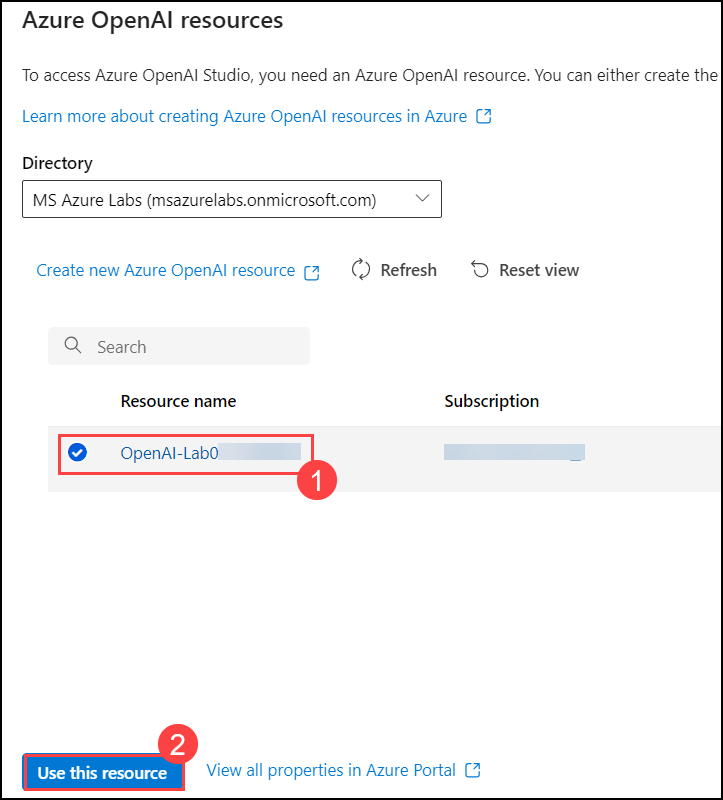 Azure OpenAI resources
To access Azure OpenAI Studio, you need an Azure OpenAI resource. You can either create the
Learn more about creating Azure OpenAI resources in Azure
Directory
MS Azure Labs (msazurelabs.onmicrosoft.com)
Create new Azure OpenAI resource Refresh Reset view
Search
Resource name Subscription
OpenAI-Lab0
1
2
Use this resource View all properties in Azure Portal